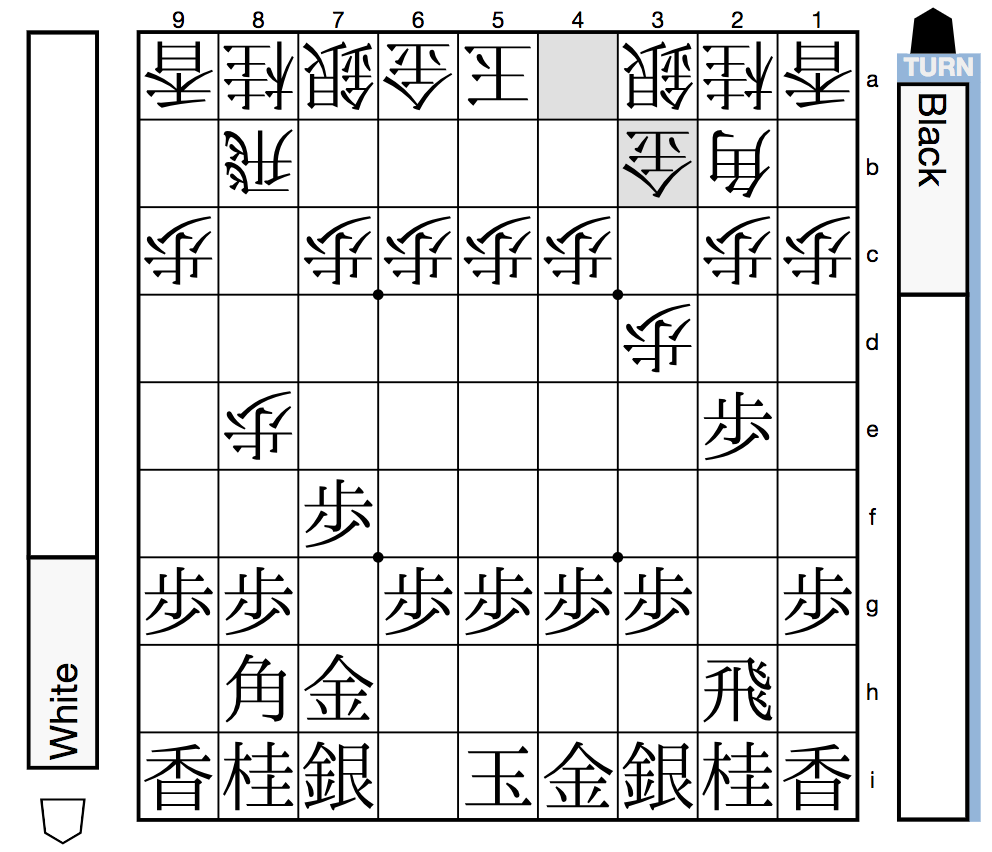 9 8 7 6 5 4 3 2 1
香 桂 銀 金 玉 銀 桂 香 a
飛 金 角 b
歩 歩 歩 歩 歩 歩 歩 c
歩 d
歩 歩 e
歩 f
歩 歩 歩 歩 歩 歩 歩 g
角 金 飛 h
香 桂 銀 玉 金 銀 桂 香 i
TURN
Black
White